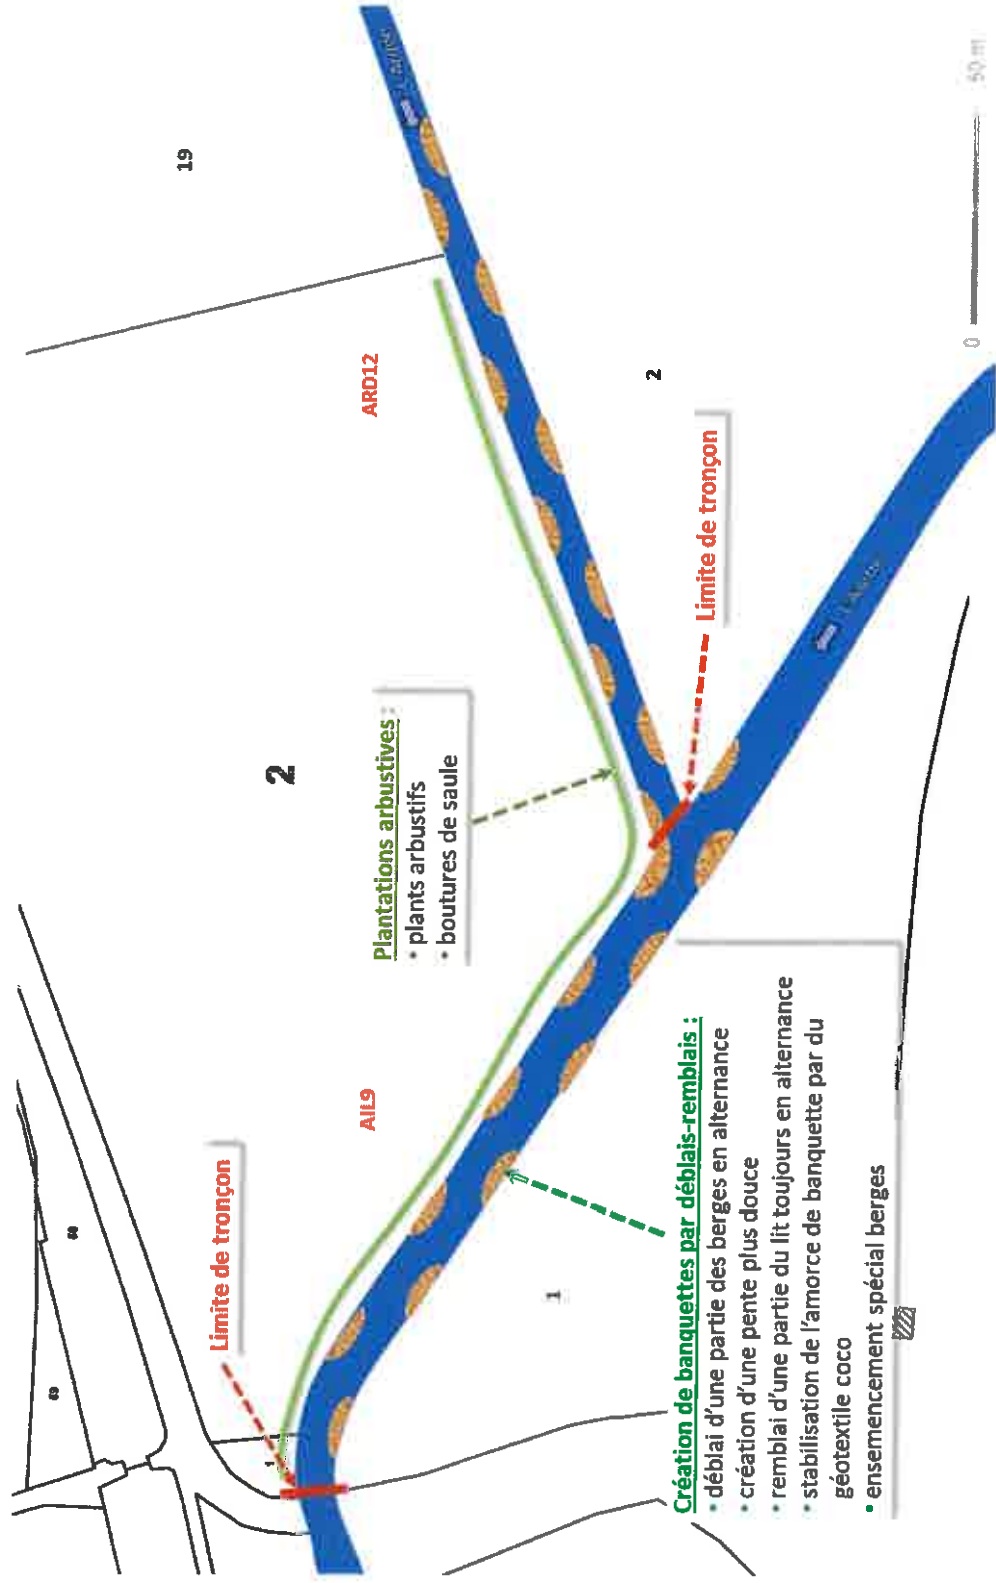 19
ARD12
2
Limite de tronçon
Plantations arbustives :
• plants arbustifs
• boutures de saule
2
AIL9
Limite de tronçon
1
1
Création de banquettes par déblais-remblais :
• déblai d'une partie des berges en alternance
• création d'une pente plus douce
• remblai d'une partie du lit toujours en alternance
• stabilisation de l'amorce de banquette par du
géotextile coco
• ensemencement spécial berges
0
50 m